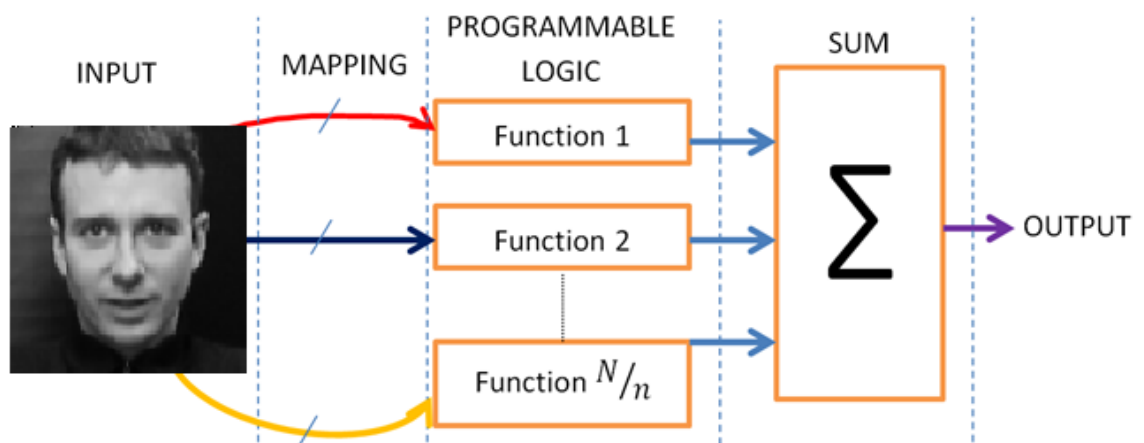 INPUT
MAPPING
PROGRAMMABLE
LOGIC
SUM
Function 1
Function 2
Function N/n
∑
OUTPUT